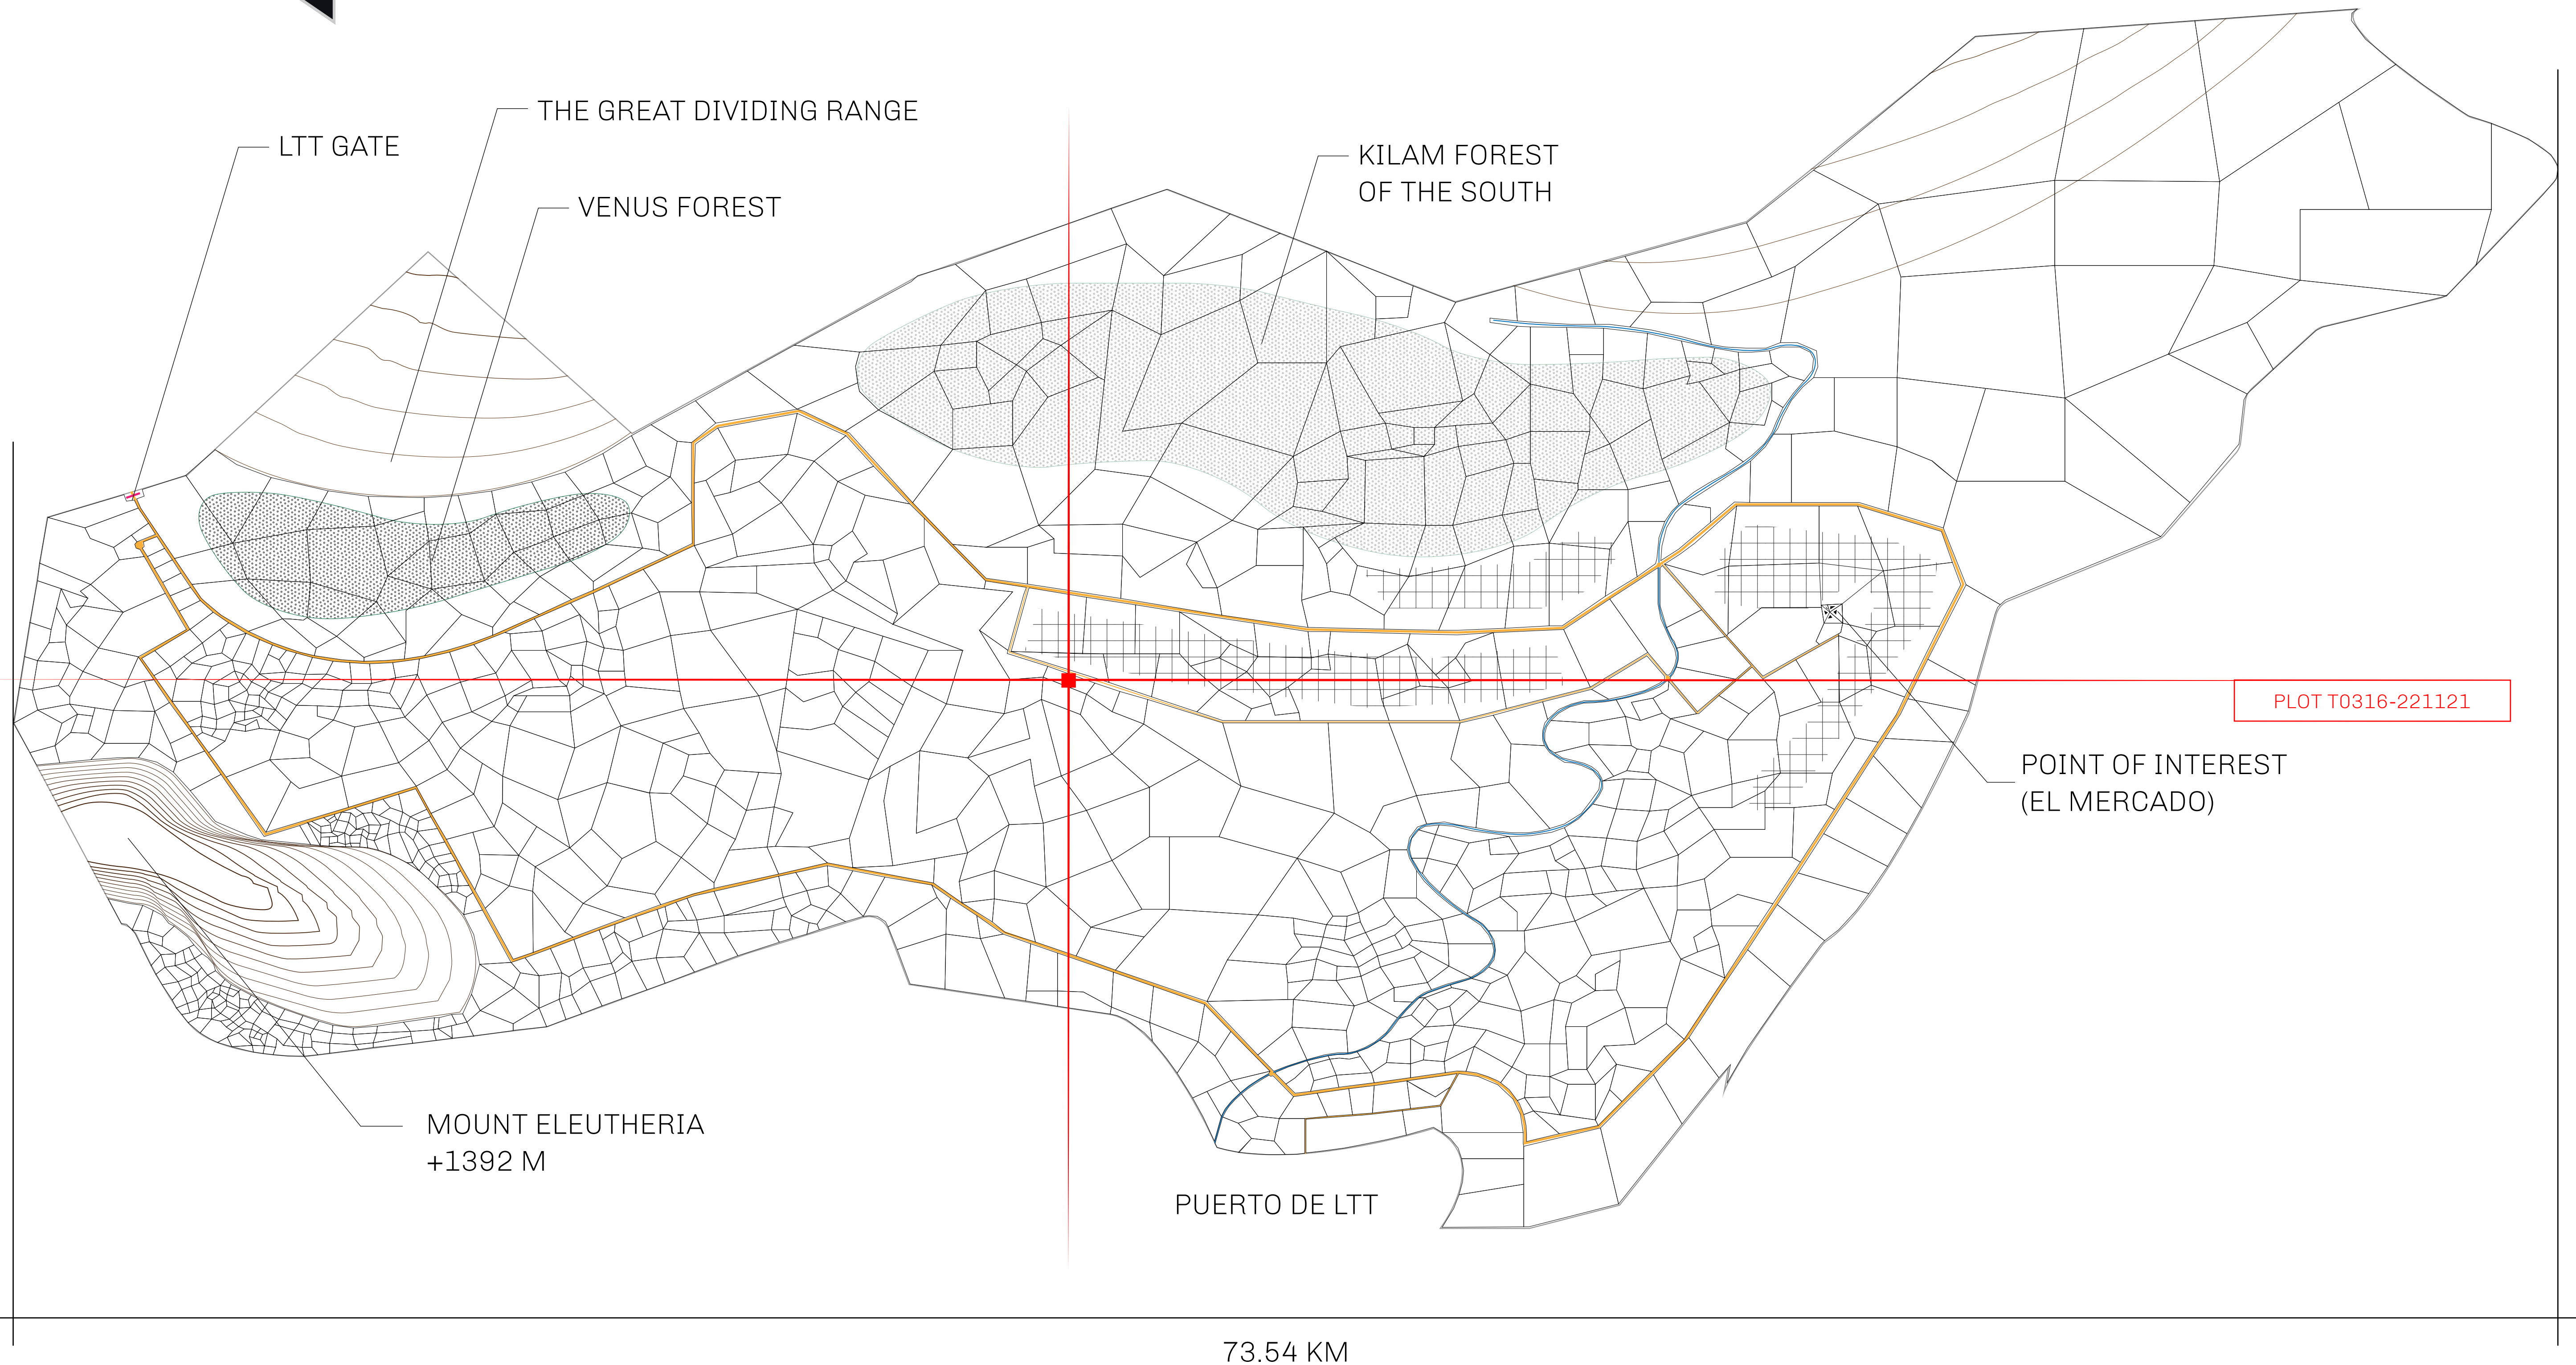 THE GREAT DIVIDING RANGE
LTT GATE
KILAM FOREST
OF THE SOUTH
VENUS FOREST
PLOT T0316-221121
POINT OF INTEREST
(EL MERCADO)
MOUNT ELEUTHERIA
+1392 M
PUERTO DE LTT
73.54 KM